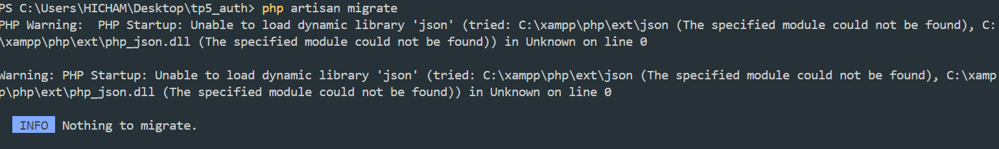 PS C:\Users\HICHAM\Desktop\tp5_auth> php artisan migrate
PHP Warning:  PHP Startup: Unable to load dynamic library 'json' (tried: C:\xampp\php\ext\json (The specified module could not be found), C:
\xampp\php\ext\php_json.dll (The specified module could not be found)) in Unknown on line 0
Warning: PHP Startup: Unable to load dynamic library 'json' (tried: C:\xampp\php\ext\json (The specified module could not be found), C:\xamp
p\php\ext\php_json.dll (The specified module could not be found)) in Unknown on line 0
INFO Nothing to migrate.